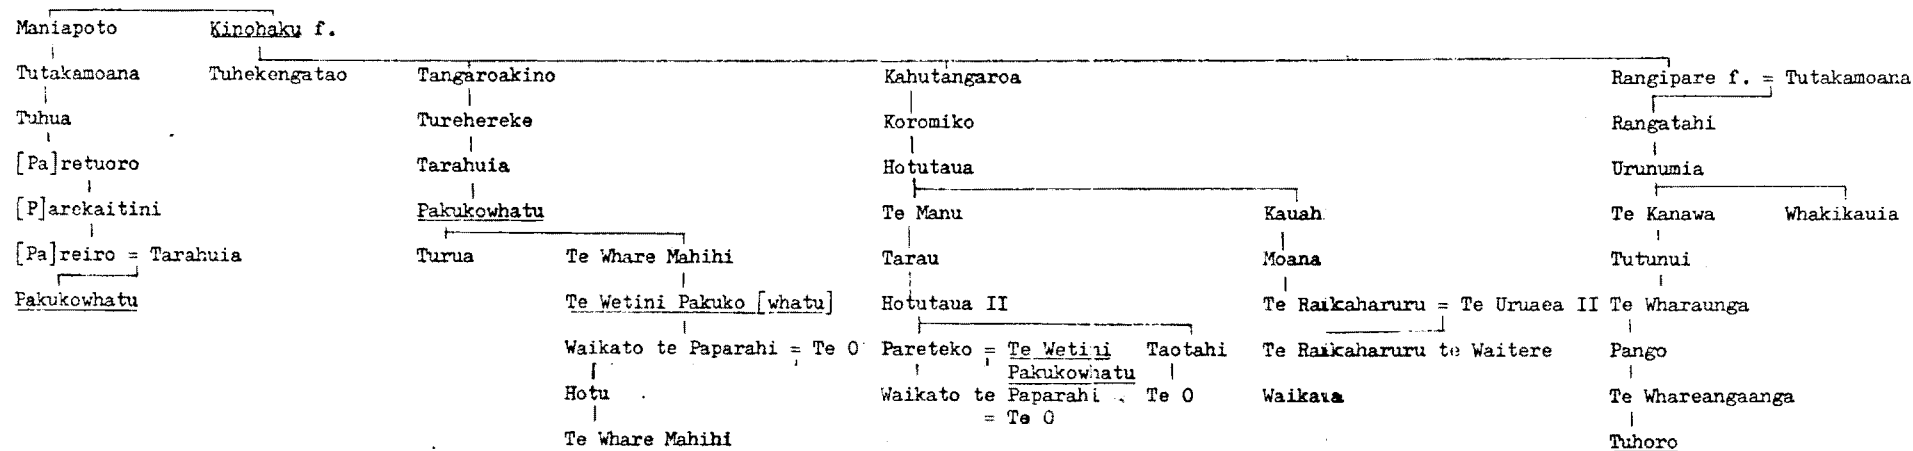 Maniapoto Kinohaku f.
Tutakamoana Tuhekengatao Tangaroakino Kahutangaroa Rangipare f. = Tutakamoana
Tuhua Turehereke Koromiko Rangatahi
[Pa]retuoro Tarahuia Hotutaua Urunumia
[P]arekaitini Pakukowhatu Te Manu Kauah Te Kanawa Whakikauia
[Pa]reiro = Tarahuia Turua Te Whare Mahihi Tarau Moana Tutunui
Pakukowhatu Te Wetini Pakuko [whatu] Hotutaua II Te Raikaharuru = Te Uruaea II Te Wharaunga
Waikato te Paparahi = Te O Pareteko = Te Wetini Taotahi Te Raikaharuru te Waitere Pango
Pakukowhatu
Hotu Waikato te Paparahi Te O Waikawa Te Whareangaanga
= Te O
Te Whare Mahihi Tuhoro